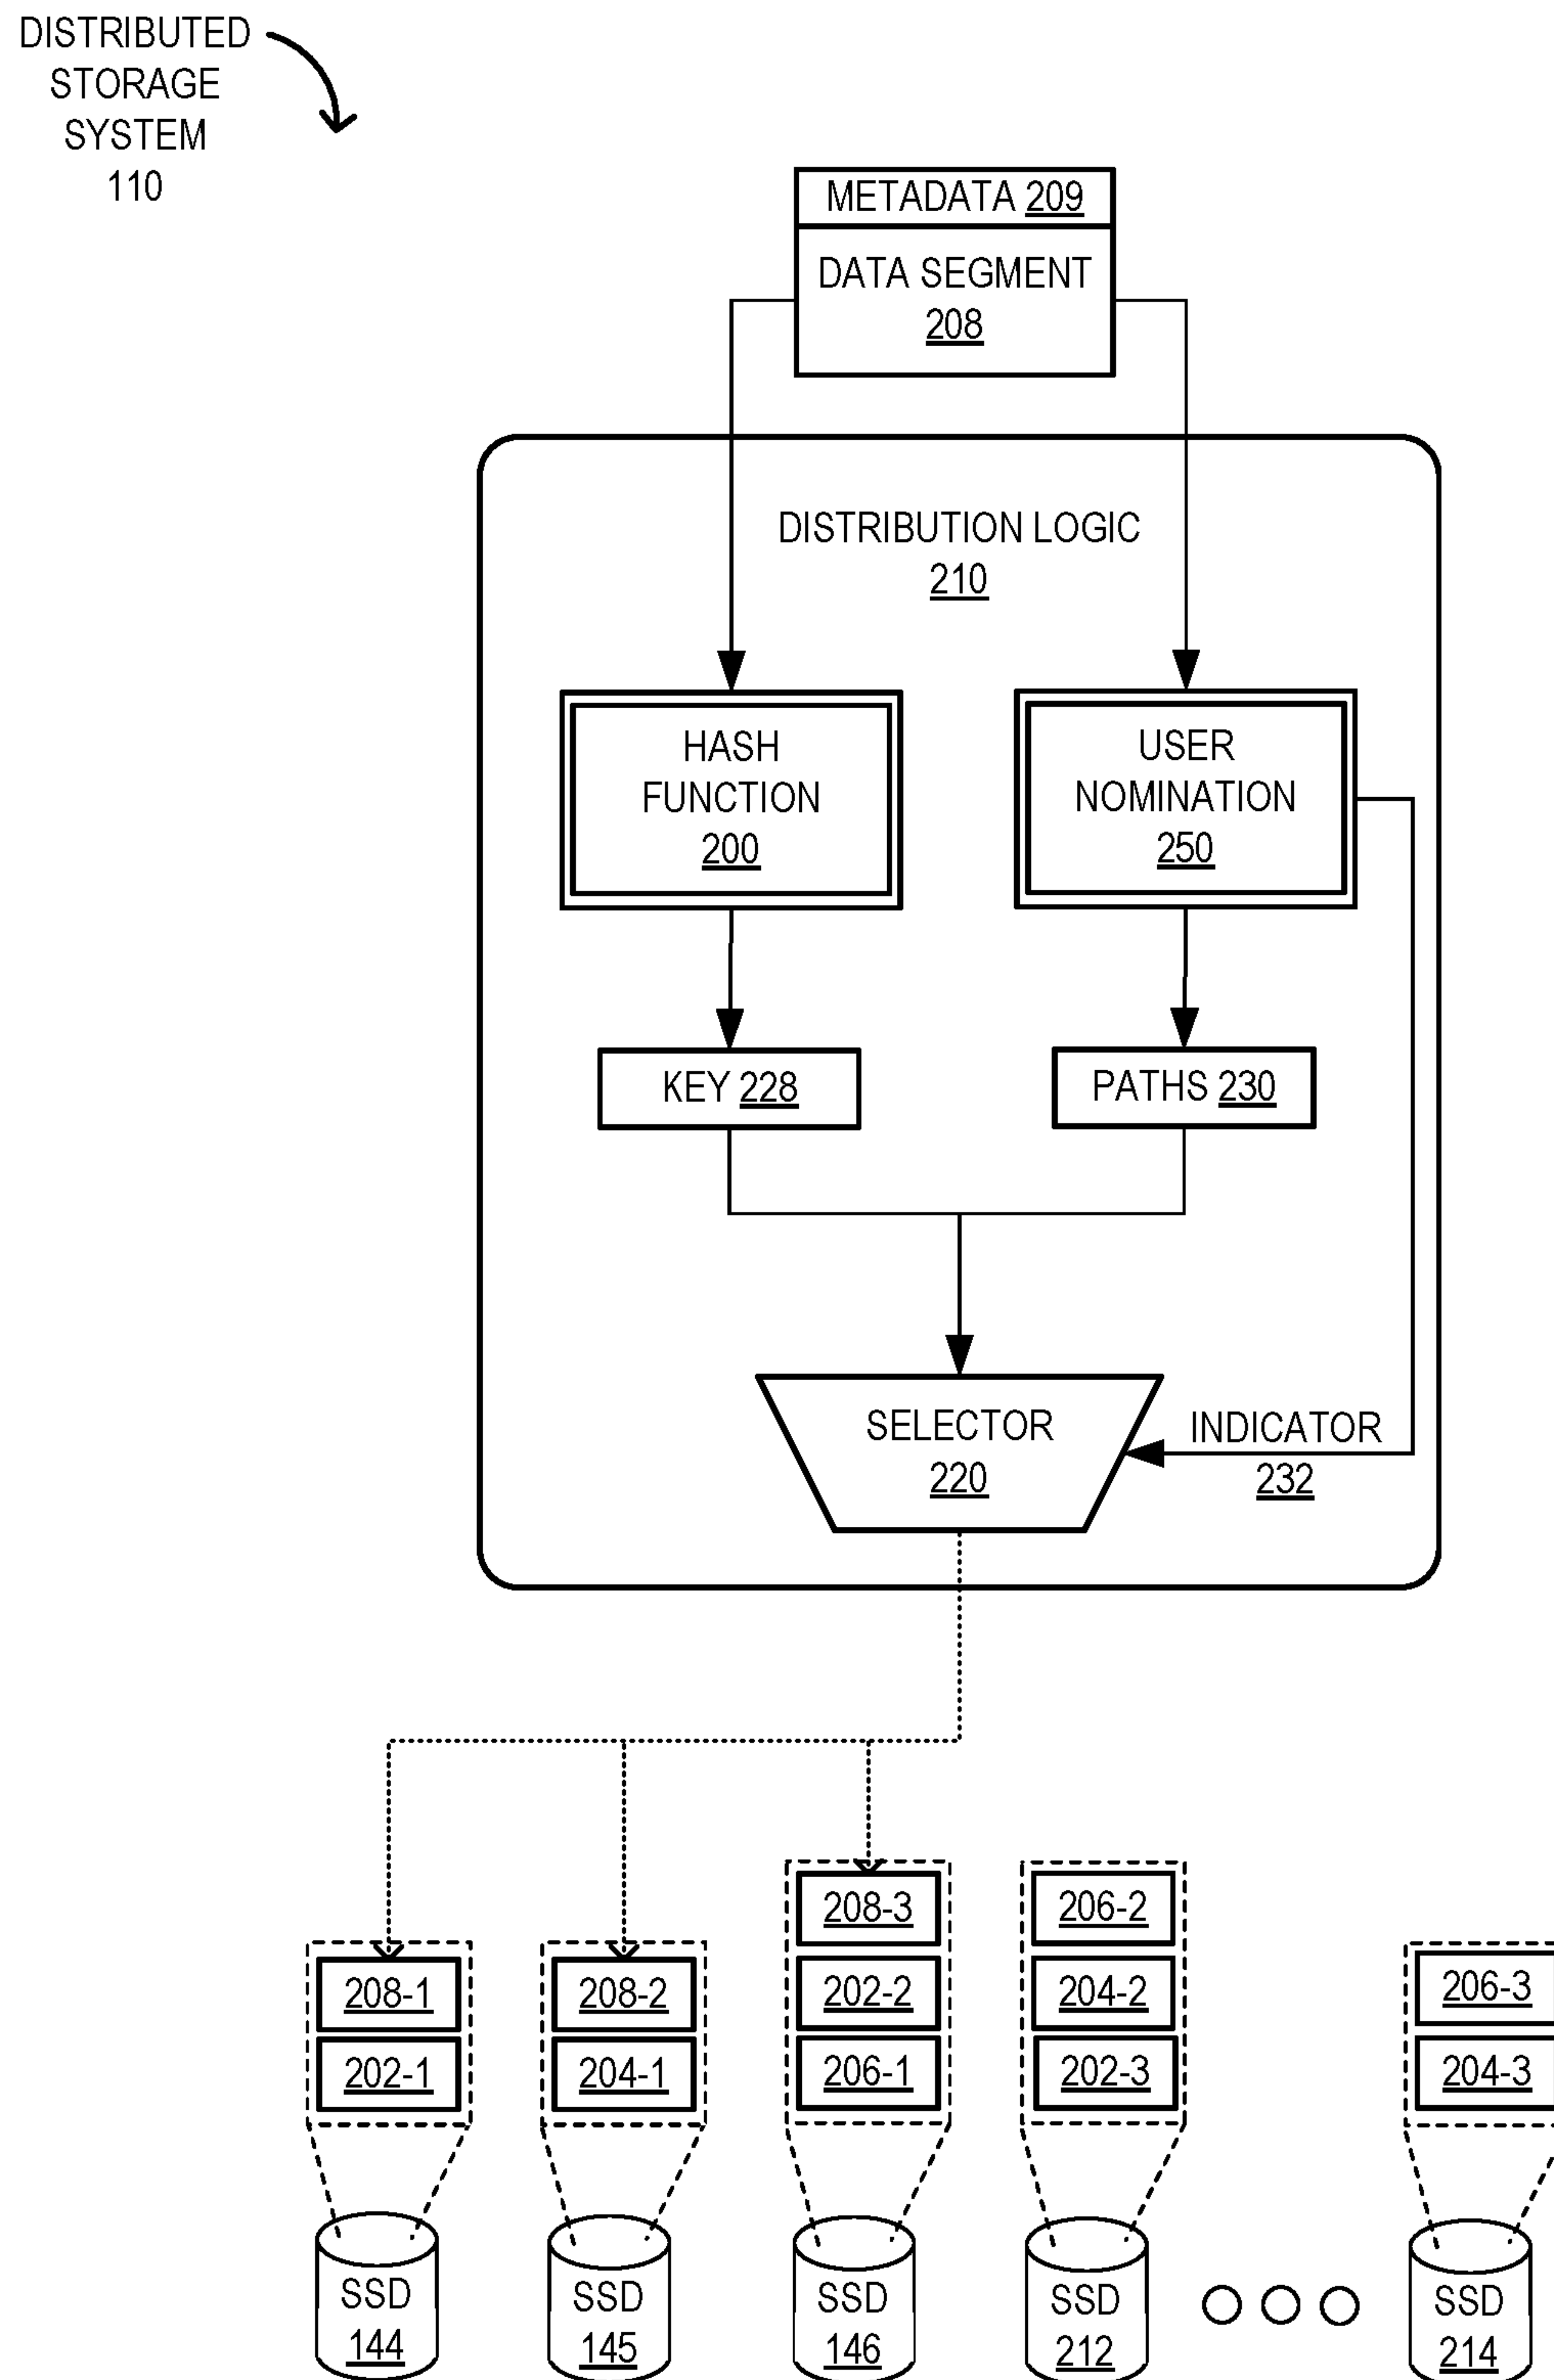 DISTRIBUTED
STORAGE
SYSTEM
110
METADATA 209
DATA SEGMENT
208
DISTRIBUTION LOGIC
210
HASH
FUNCTION
200
USER
NOMINATION
250
KEY 228
PATHS 230
SELECTOR
220
INDICATOR
232
208-3
206-2
208-1
208-2
202-2
204-2
206-3
202-1
204-1
206-1
202-3
204-3
SSD
144
SSD
145
SSD
146
SSD
212
SSD
214